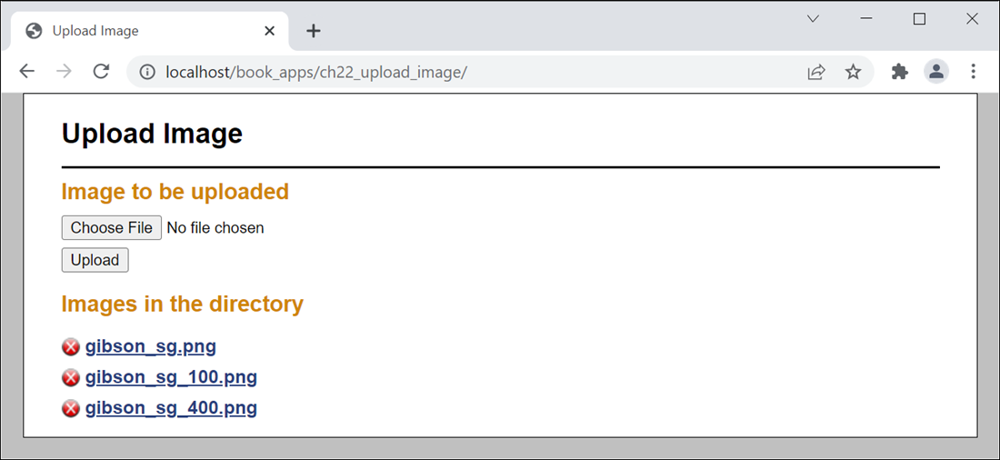 Upload Image
localhost/book_apps/ch22_upload_image/
Upload Image
Image to be uploaded
Choose File No file chosen
Upload
Images in the directory
gibson_sg.png
gibson_sg_100.png
gibson_sg_400.png